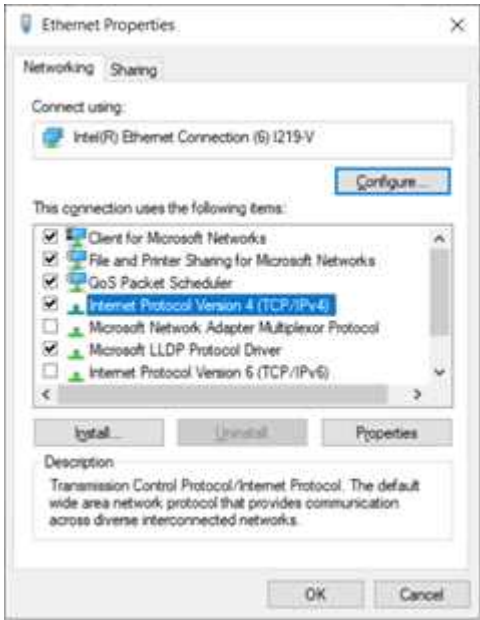 Ethernet Properties
Networking Sharing
Connect using:
Intel(R) Ethernet Connection (6) I219-V
Configure...
This connection uses the following items:
Client for Microsoft Networks
File and Printer Sharing for Microsoft Networks
QoS Packet Scheduler
Internet Protocol Version 4 (TCP/IPv4)
Microsoft Network Adapter Multiplexor Protocol
Microsoft LLDP Protocol Driver
Internet Protocol Version 6 (TCP/IPv6)
Install... Uninstall Properties
Description
Transmission Control Protocol/Internet Protocol. The default
wide area network protocol that provides communication
across diverse interconnected networks.
OK Cancel